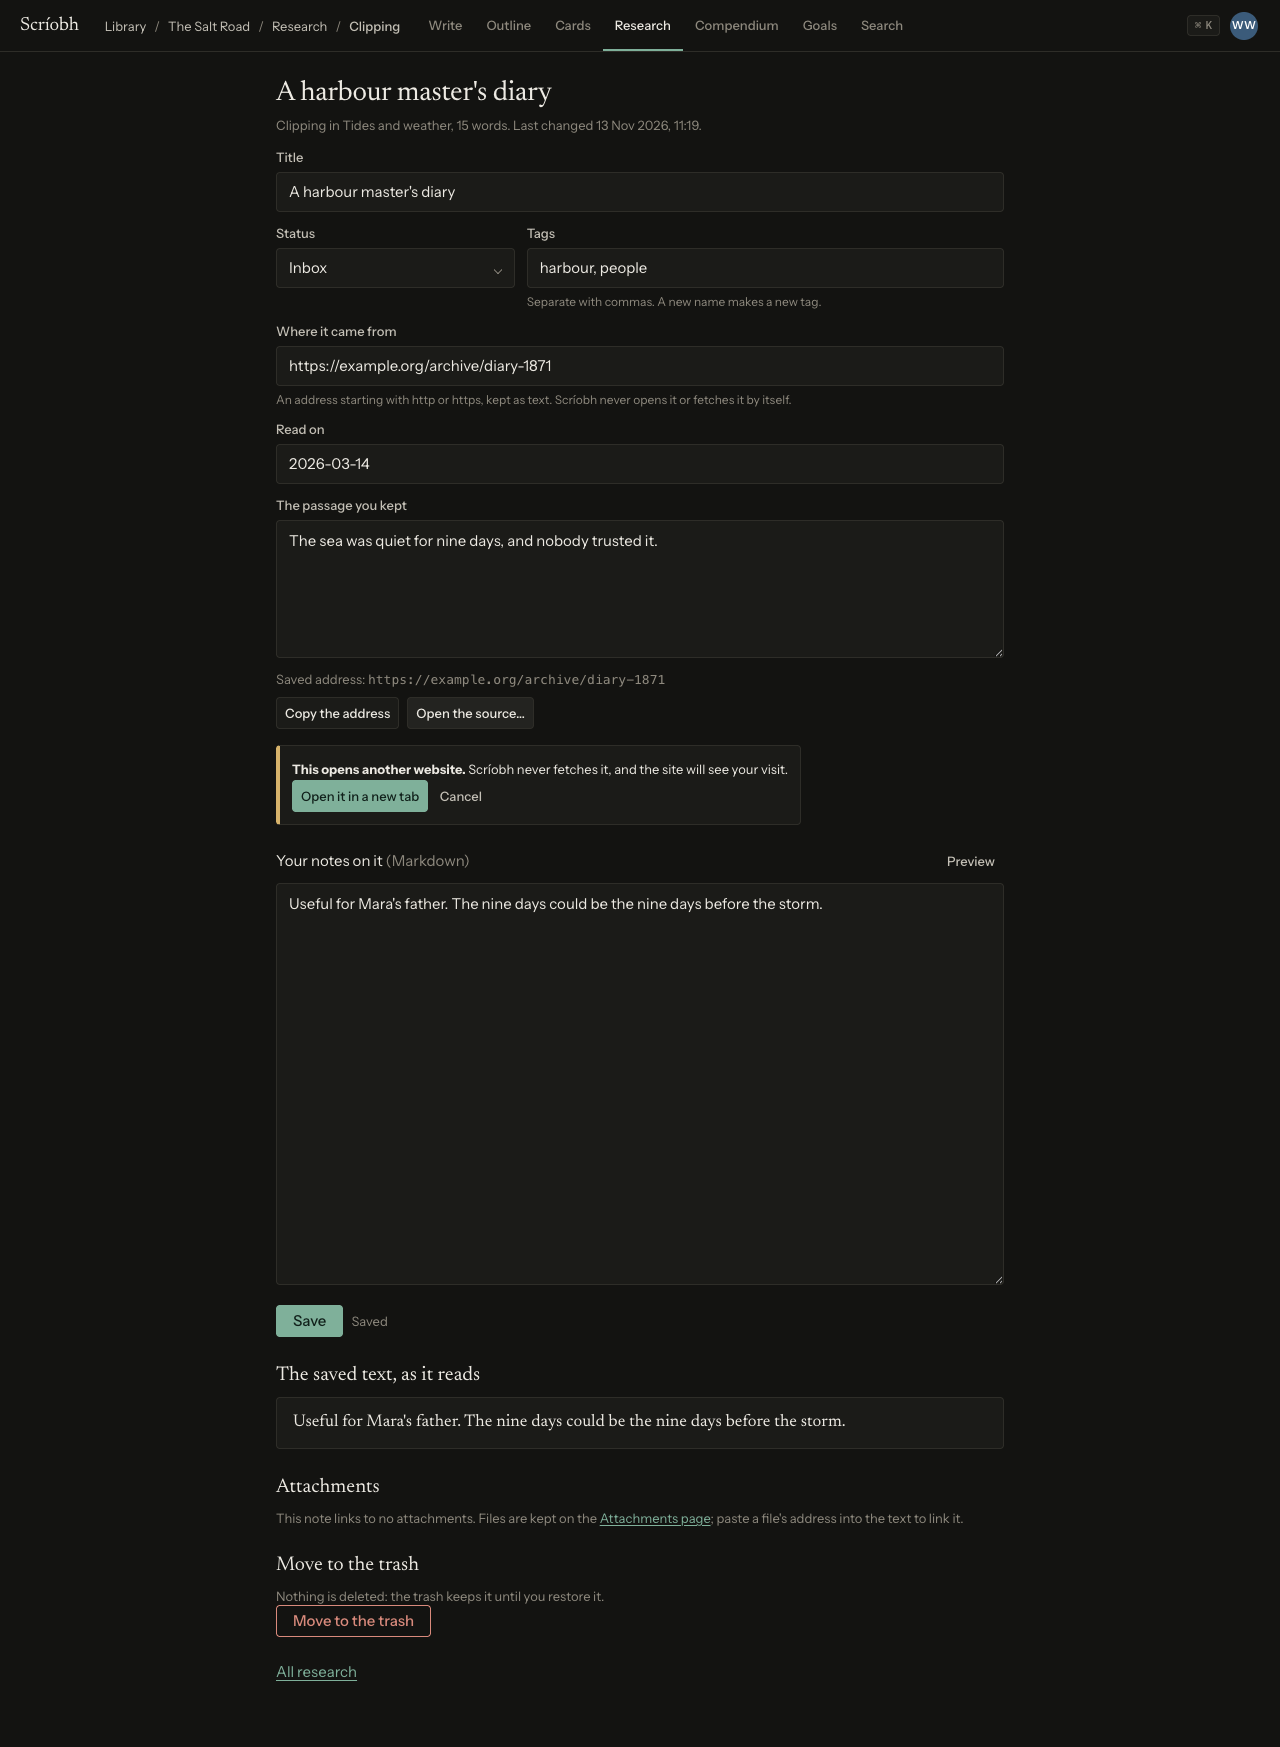 Scríobh
Library / The Salt Road / Research / Clipping
Write Outline Cards Research Compendium Goals Search
⌘ K
WW
A harbour master's diary
Clipping in Tides and weather, 15 words. Last changed 13 Nov 2026, 11:19.
Title
A harbour master's diary
Status
Inbox
Tags
harbour, people
Separate with commas. A new name makes a new tag.
Where it came from
https://example.org/archive/diary-1871
An address starting with http or https, kept as text. Scríobh never opens it or fetches it by itself.
Read on
2026-03-14
The passage you kept
The sea was quiet for nine days, and nobody trusted it.
Saved address: https://example.org/archive/diary-1871
Copy the address
Open the source…
This opens another website. Scríobh never fetches it, and the site will see your visit.
Open it in a new tab
Cancel
Your notes on it (Markdown)
Preview
Useful for Mara's father. The nine days could be the nine days before the storm.
Save
Saved
The saved text, as it reads
Useful for Mara's father. The nine days could be the nine days before the storm.
Attachments
This note links to no attachments. Files are kept on the Attachments page; paste a file's address into the text to link it.
Move to the trash
Nothing is deleted: the trash keeps it until you restore it.
Move to the trash
All research